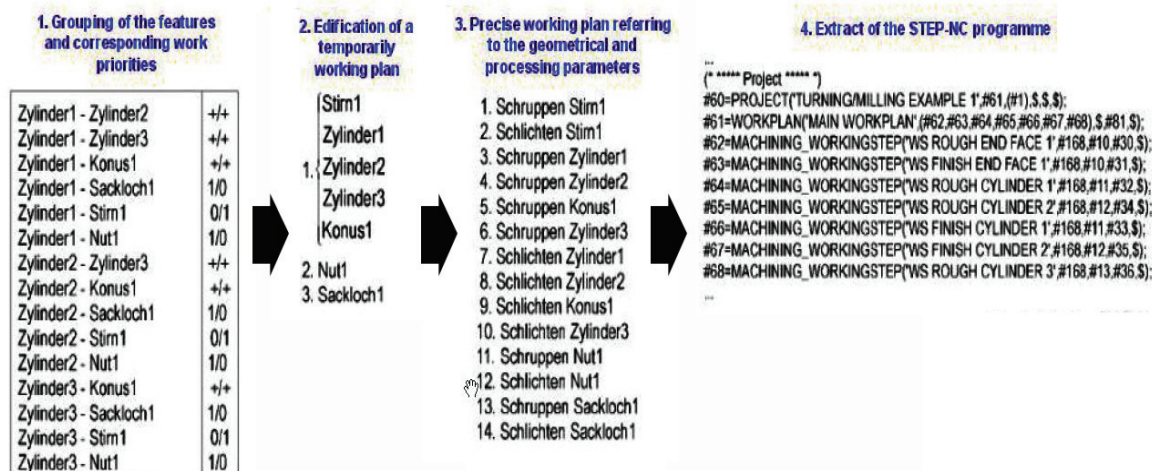 1. Grouping of the features
and corresponding work
priorities
Zylinder1 - Zylinder2 +/+
Zylinder1 - Zylinder3 +/+
Zylinder1 - Konus1 +/+
Zylinder1 - Sackloch1 1/0
Zylinder1 - Stirn1 0/1
Zylinder1 - Nut1 1/0
Zylinder2 - Zylinder3 +/+
Zylinder2 - Konus1 +/+
Zylinder2 - Sackloch1 1/0
Zylinder2 - Stirn1 0/1
Zylinder2 - Nut1 1/0
Zylinder3 - Konus1 +/+
Zylinder3 - Sackloch1 1/0
Zylinder3 - Stirn1 0/1
Zylinder3 - Nut1 1/0
2. Edification of a
temporarily
working plan
Stirn1
Zylinder1
1. Zylinder2
Zylinder3
Konus1
2. Nut1
3. Sackloch1
3. Precise working plan referring
to the geometrical and
processing parameters
1. Schruppen Stirn1
2. Schlichten Stirn1
3. Schruppen Zylinder1
4. Schruppen Zylinder2
5. Schruppen Konus1
6. Schruppen Zylinder3
7. Schlichten Zylinder1
8. Schlichten Zylinder2
9. Schlichten Konus1
10. Schlichten Zylinder3
11. Schruppen Nut1
12. Schlichten Nut1
13. Schruppen Sackloch1
14. Schlichten Sackloch1
4. Extract of the STEP-NC programme
...
(* ***** Project ***** *)
#60=PROJECT('TURNING/MILLING EXAMPLE 1',#61,(#1),$,$,$);
#61=WORKPLAN('MAIN WORKPLAN',(#62,#63,#64,#65,#66,#67,#68),$,#81,$);
#62=MACHINING_WORKINGSTEP('WS ROUGH END FACE 1',#168,#10,#30,$);
#63=MACHINING_WORKINGSTEP('WS FINISH END FACE 1',#168,#10,#31,$);
#64=MACHINING_WORKINGSTEP('WS ROUGH CYLINDER 1',#168,#11,#32,$);
#65=MACHINING_WORKINGSTEP('WS ROUGH CYLINDER 2',#168,#12,#34,$);
#66=MACHINING_WORKINGSTEP('WS FINISH CYLINDER 1',#168,#11,#33,$);
#67=MACHINING_WORKINGSTEP('WS FINISH CYLINDER 2',#168,#12,#35,$);
#68=MACHINING_WORKINGSTEP('WS ROUGH CYLINDER 3',#168,#13,#36,$);
...